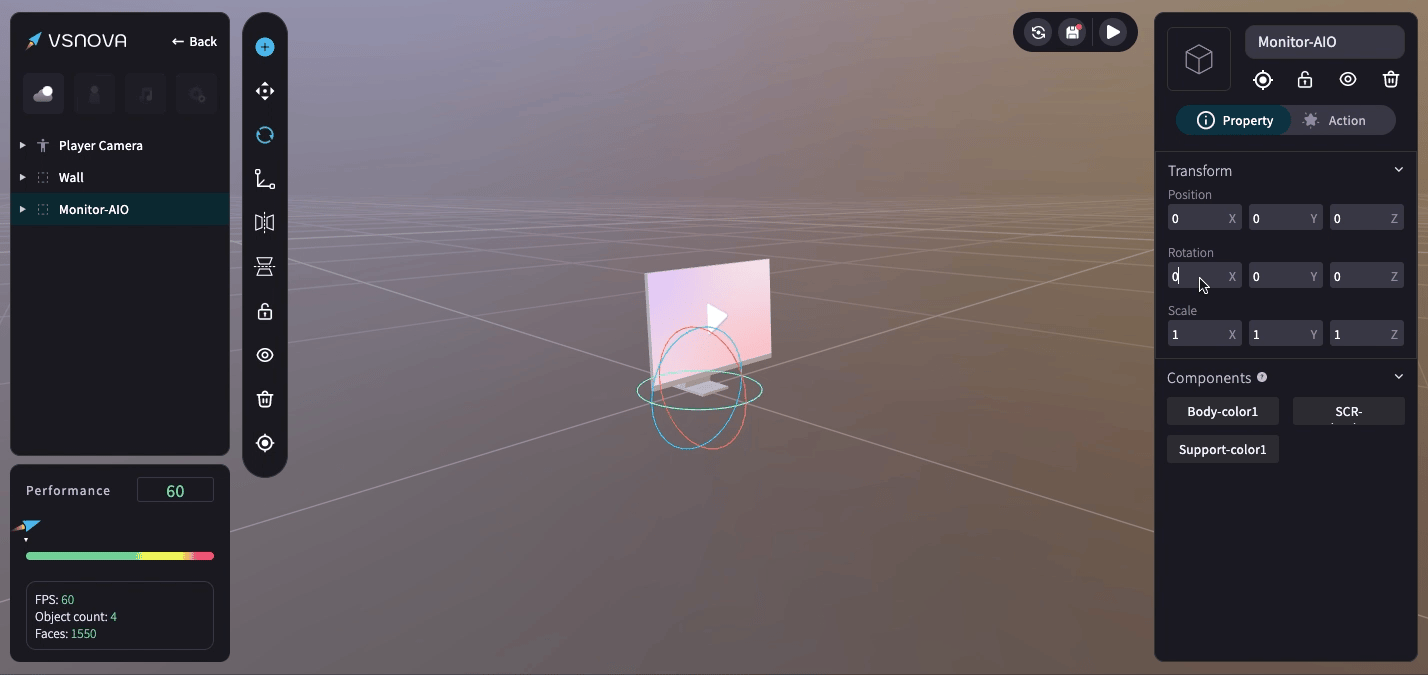 VSNOVA
← Back
Player Camera
Wall
Monitor-AIO
Performance
60
FPS: 60
Object count: 4
Faces: 1550
Monitor-AIO
Property
Action
Transform
Position
0 X 0 Y 0 Z
Rotation
0 X 0 Y 0 Z
Scale
1 X 1 Y 1 Z
Components ?
Body-color1
SCR-
Support-color1